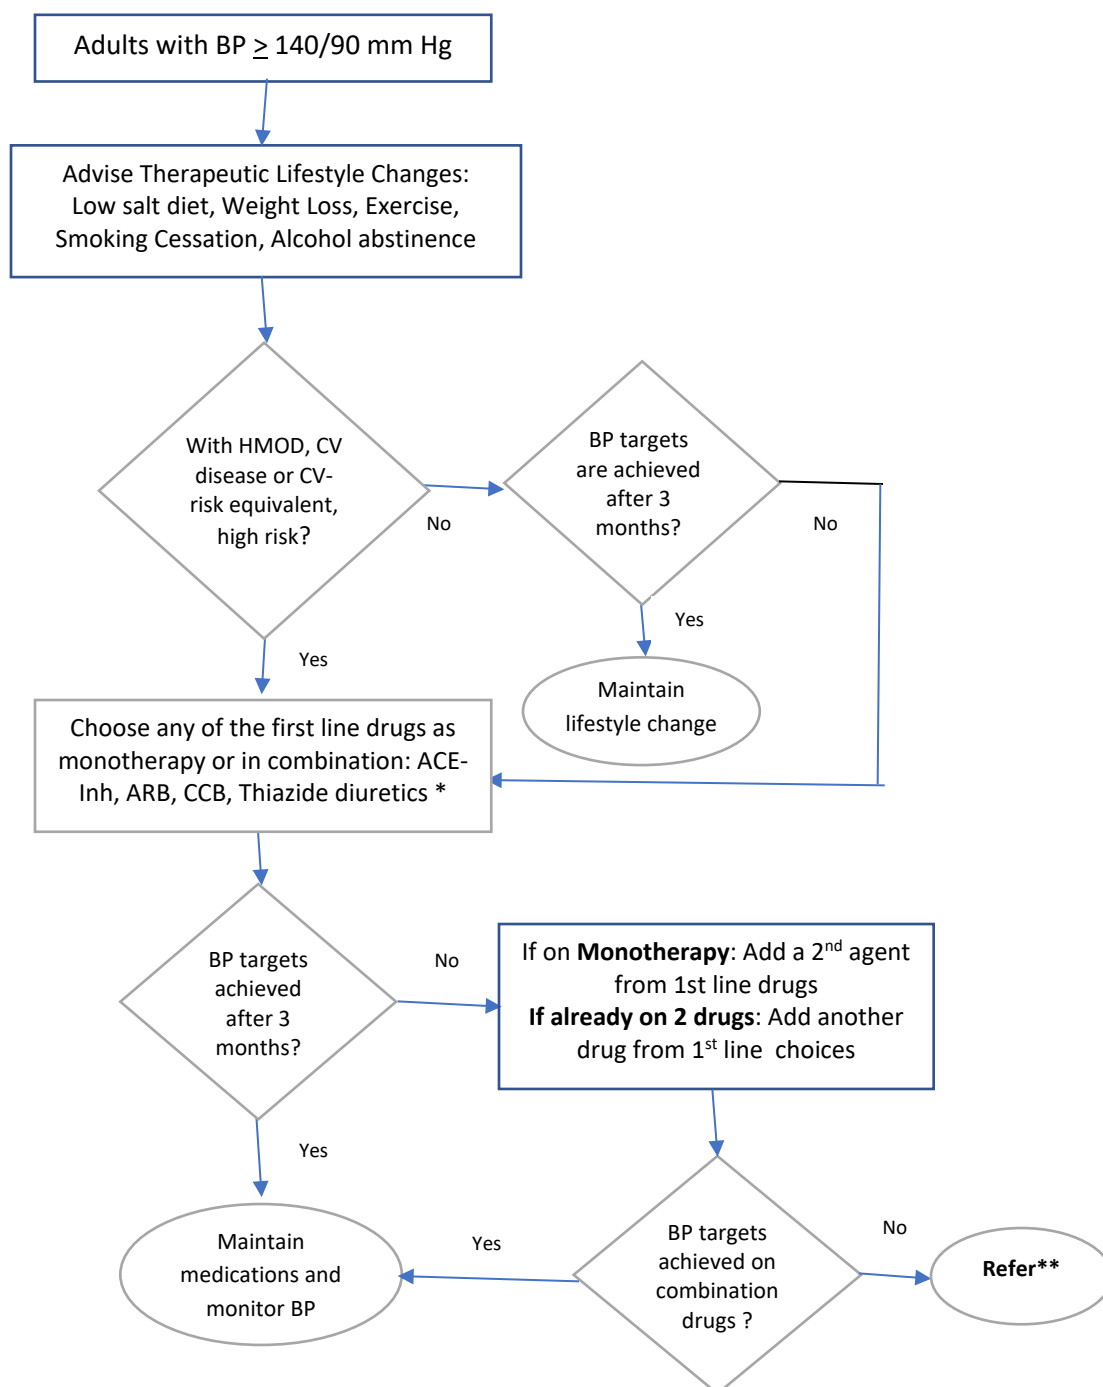 Adults with BP ≥ 140/90 mm Hg
Advise Therapeutic Lifestyle Changes:
Low salt diet, Weight Loss, Exercise,
Smoking Cessation, Alcohol abstinence
With HMOD, CV
disease or CV-
risk equivalent,
high risk?
No
BP targets
are achieved
after 3
months?
No
Yes
Maintain
lifestyle change
Yes
Choose any of the first line drugs as
monotherapy or in combination: ACE-
Inh, ARB, CCB, Thiazide diuretics *
BP targets
achieved
after 3
months?
No
If on Monotherapy: Add a 2nd agent
from 1st line drugs
If already on 2 drugs: Add another
drug from 1st line choices
Yes
Maintain
medications and
monitor BP
Yes
BP targets
achieved on
combination
drugs ?
No
Refer**